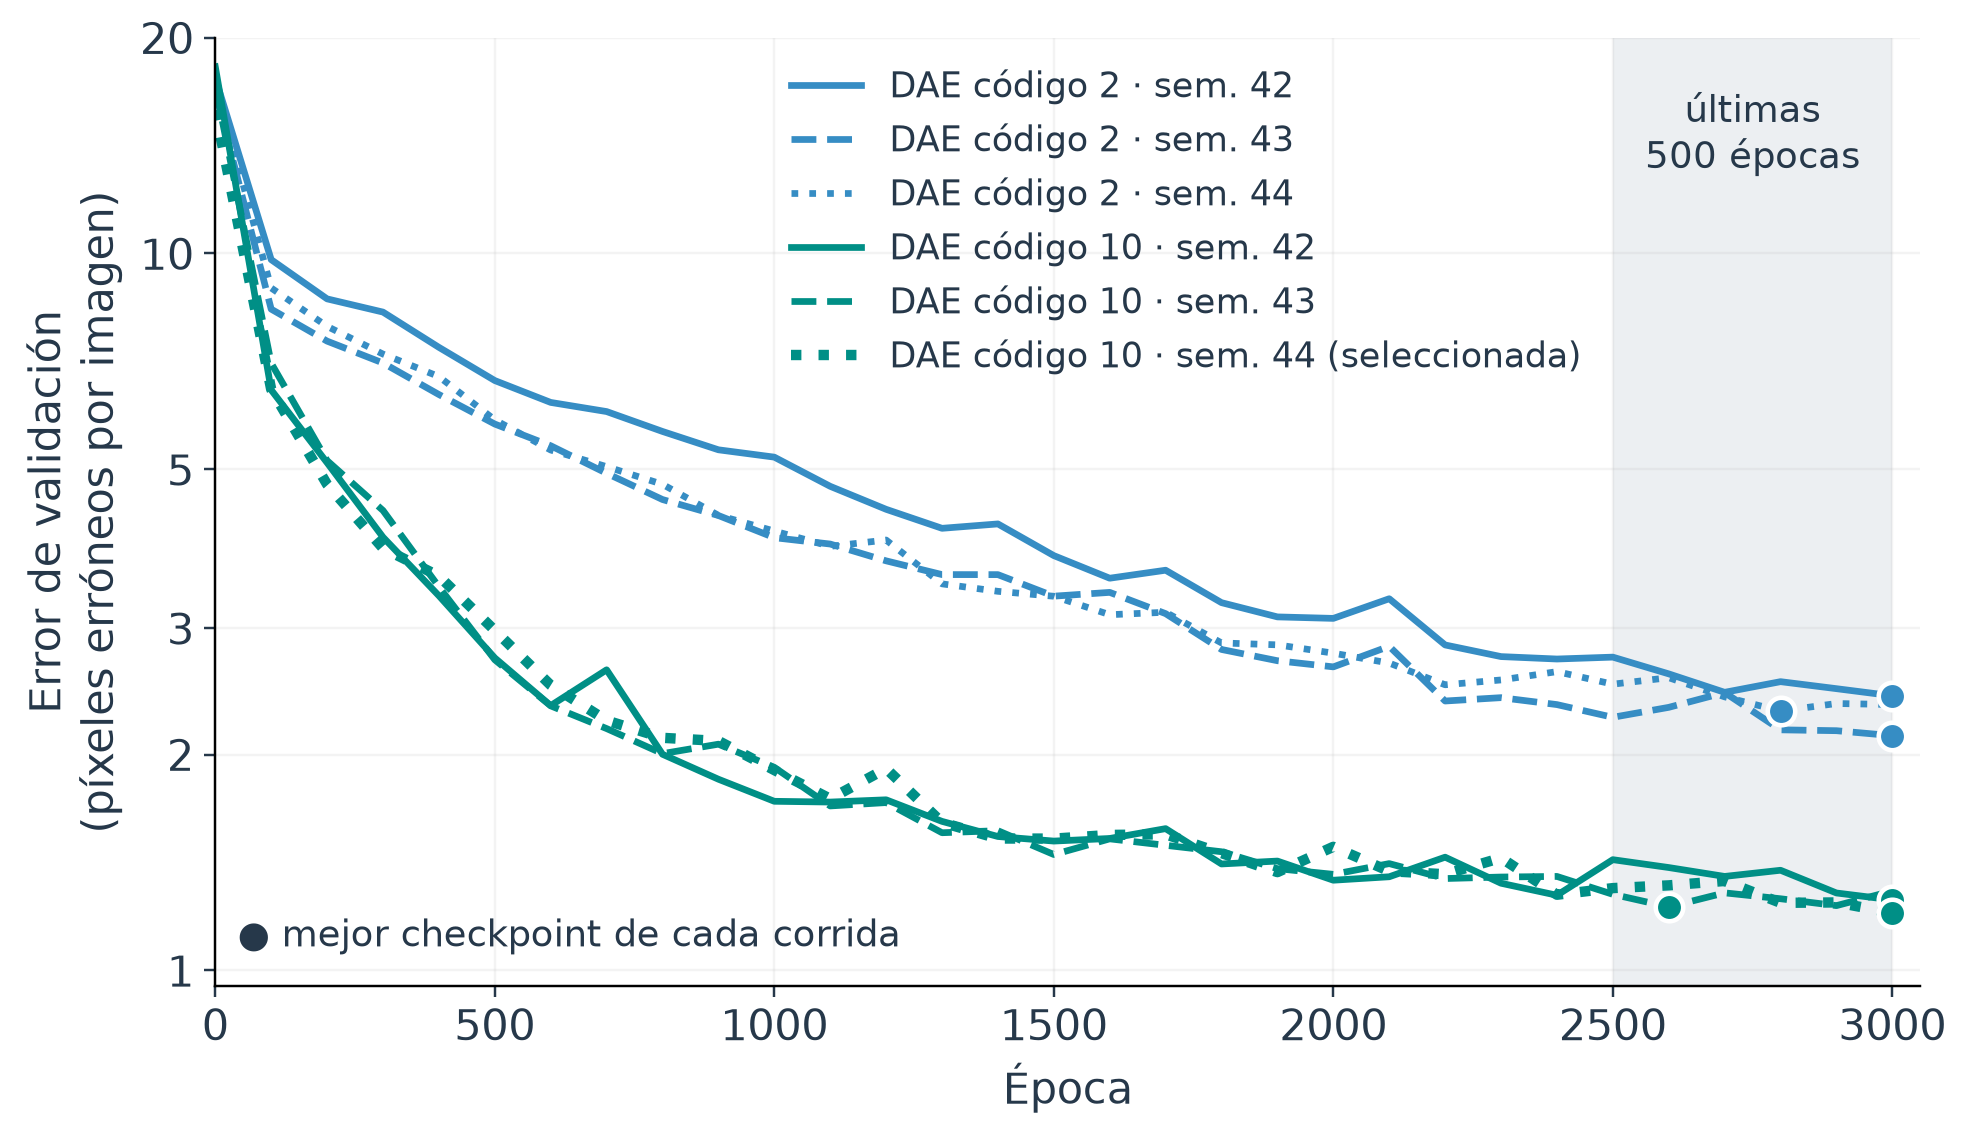 20
10
5
3
2
1
Error de validación
(píxeles erróneos por imagen)
DAE código 2 · sem. 42
DAE código 2 · sem. 43
DAE código 2 · sem. 44
DAE código 10 · sem. 42
DAE código 10 · sem. 43
DAE código 10 · sem. 44 (seleccionada)
últimas
500 épocas
mejor checkpoint de cada corrida
0 500 1000 1500 2000 2500 3000
Época